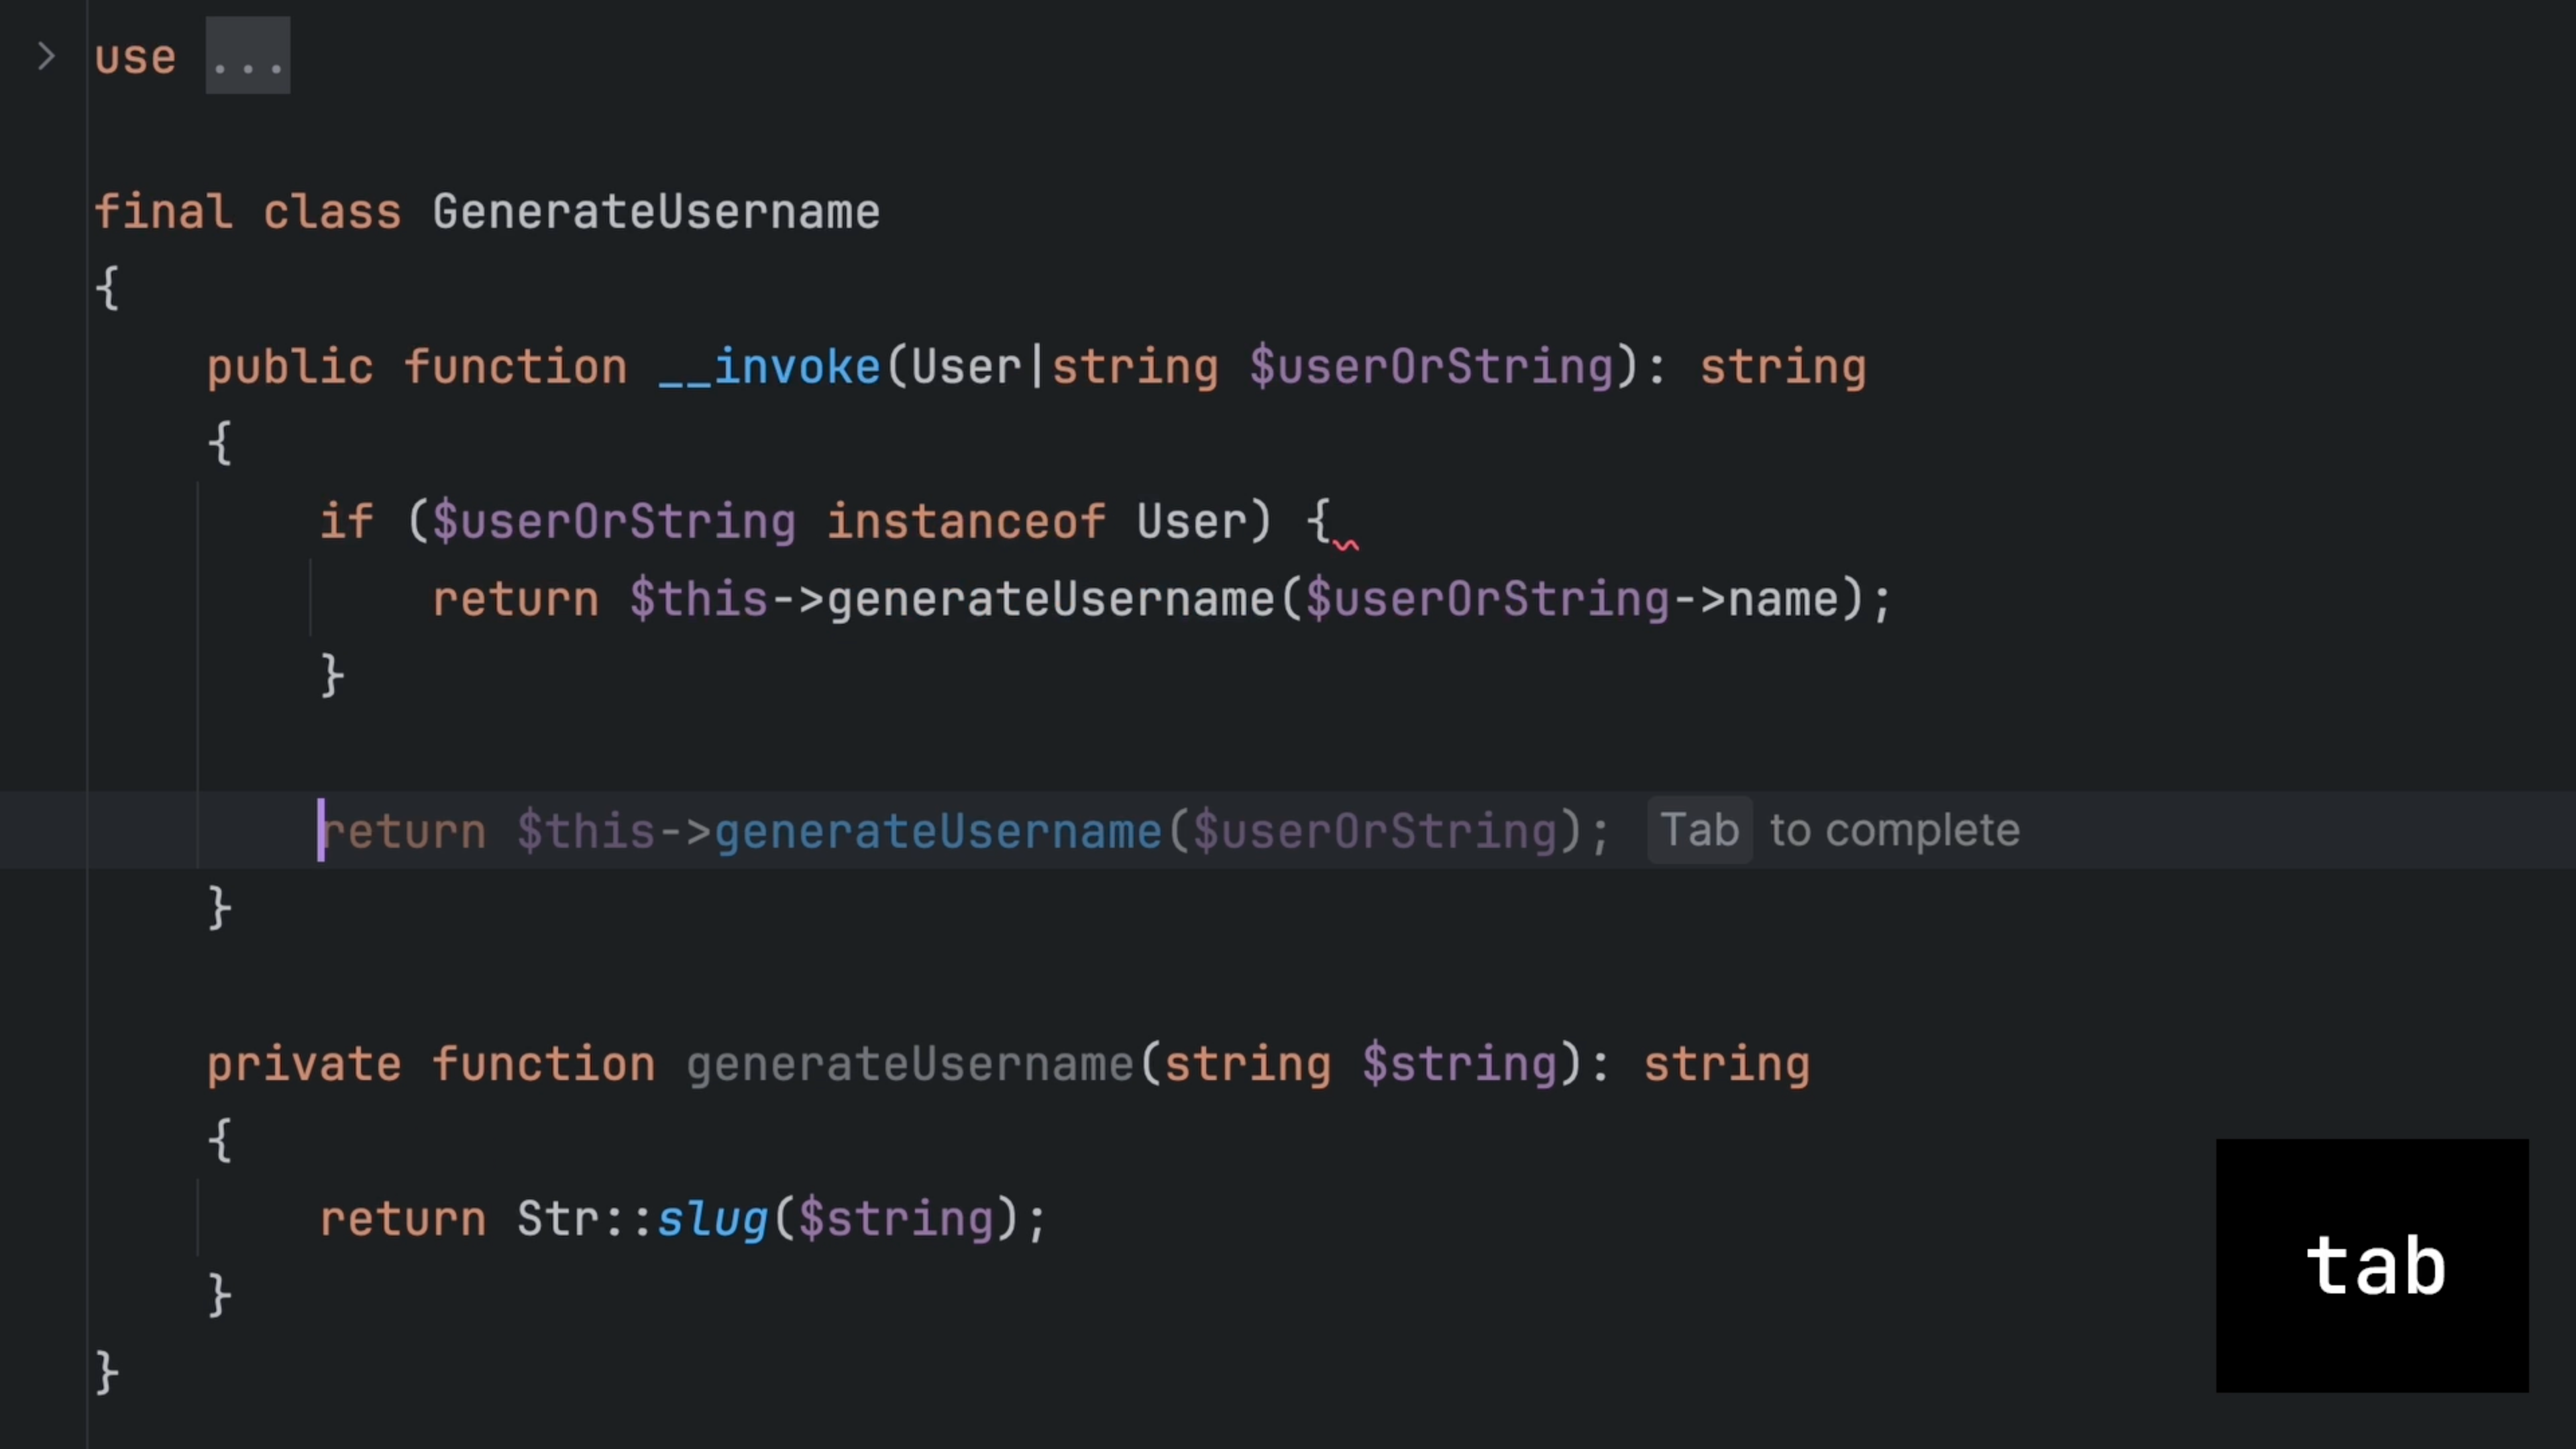 use ...
final class GenerateUsername
{
public function __invoke(User|string $userOrString): string
{
if ($userOrString instanceof User) {
return $this->generateUsername($userOrString->name);
}
return $this->generateUsername($userOrString); Tab to complete
}
private function generateUsername(string $string): string
{
return Str::slug($string);
}
}
tab